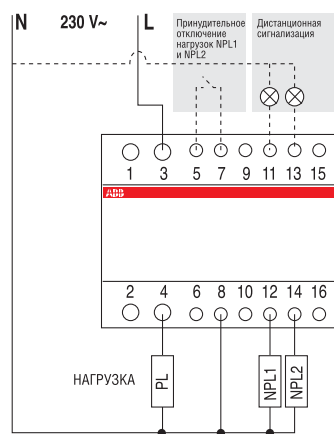 N 230 V~ L
Принудительное
отключение
нагрузок NPL1
и NPL2
Дистанционная
сигнализация
1 3 5 7 9 11 13 15
ABB
2 4 6 8 10 12 14 16
НАГРУЗКА
PL
NPL1
NPL2